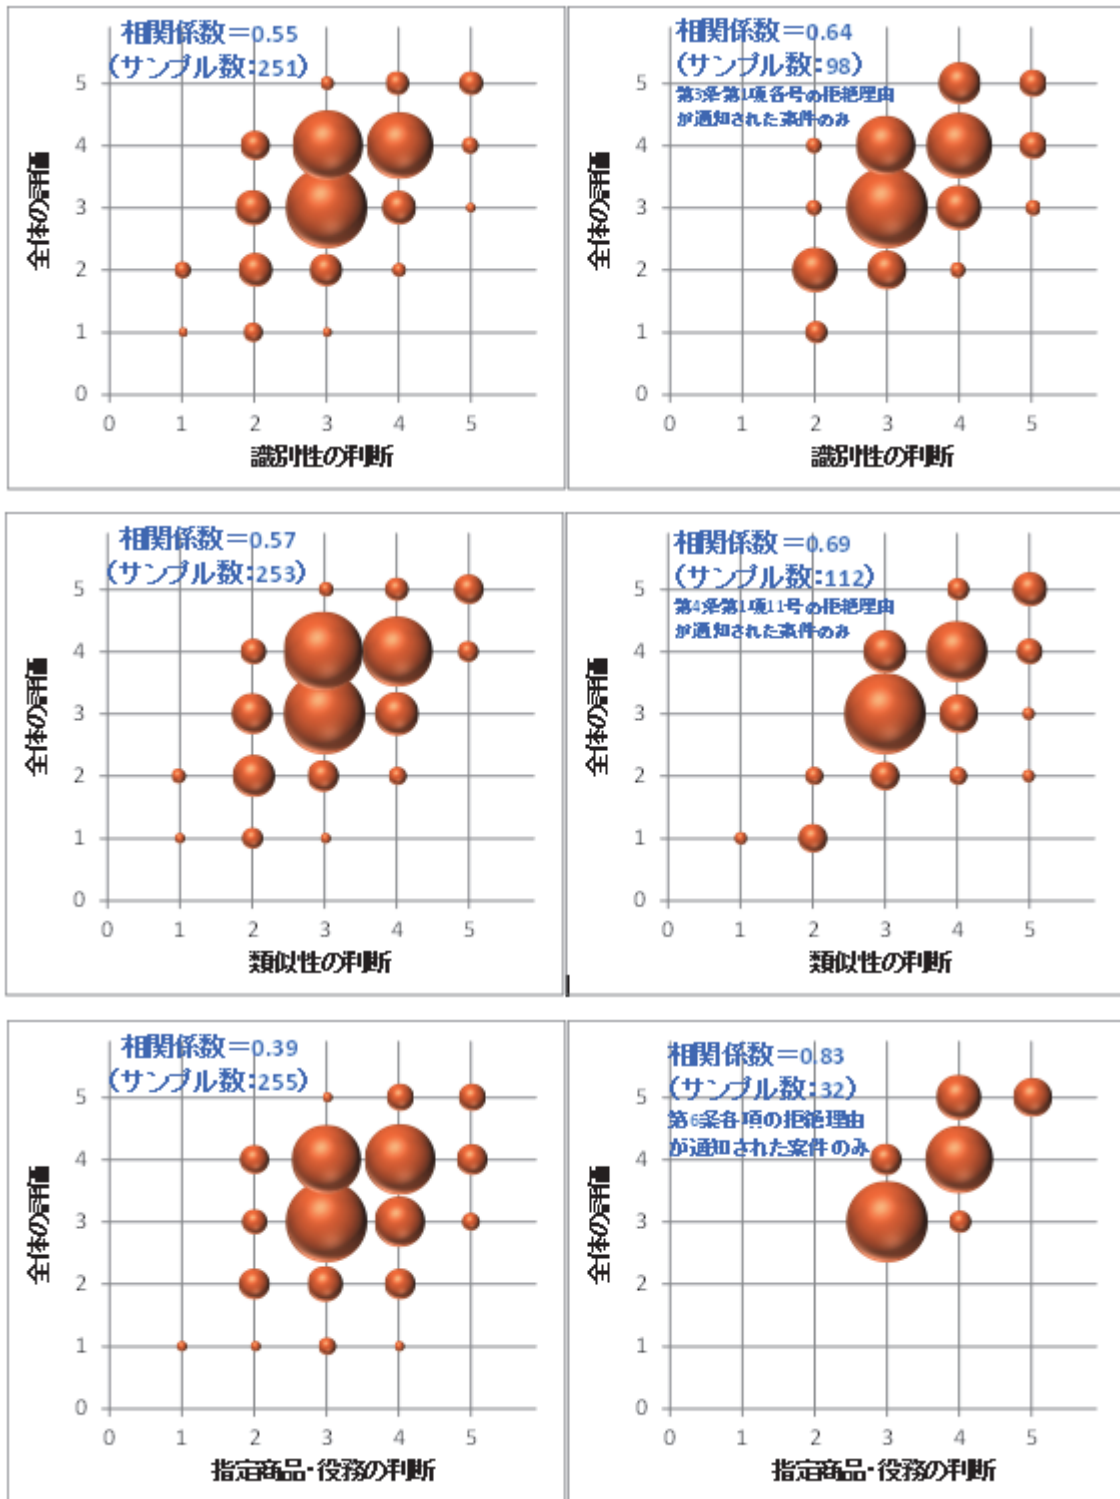 相関係数=0.55
(サンプル数:251)
5
4
3
2
1
0
0 1 2 3 4 5
全体の評価
識別性の判断
相関係数=0.64
(サンプル数:98)
第3条第1項各号の拒絶理由
が通知された案件のみ
5
4
3
2
1
0
0 1 2 3 4 5
全体の評価
識別性の判断
相関係数=0.57
(サンプル数:253)
5
4
3
2
1
0
0 1 2 3 4 5
全体の評価
類似性の判断
相関係数=0.69
(サンプル数:112)
第4条第1項11号の拒絶理由
が通知された案件のみ
5
4
3
2
1
0
0 1 2 3 4 5
全体の評価
類似性の判断
相関係数=0.39
(サンプル数:255)
5
4
3
2
1
0
0 1 2 3 4 5
全体の評価
指定商品・役務の判断
相関係数=0.83
(サンプル数:32)
第6条各項の拒絶理由
が通知された案件のみ
5
4
3
2
1
0
0 1 2 3 4 5
全体の評価
指定商品・役務の判断